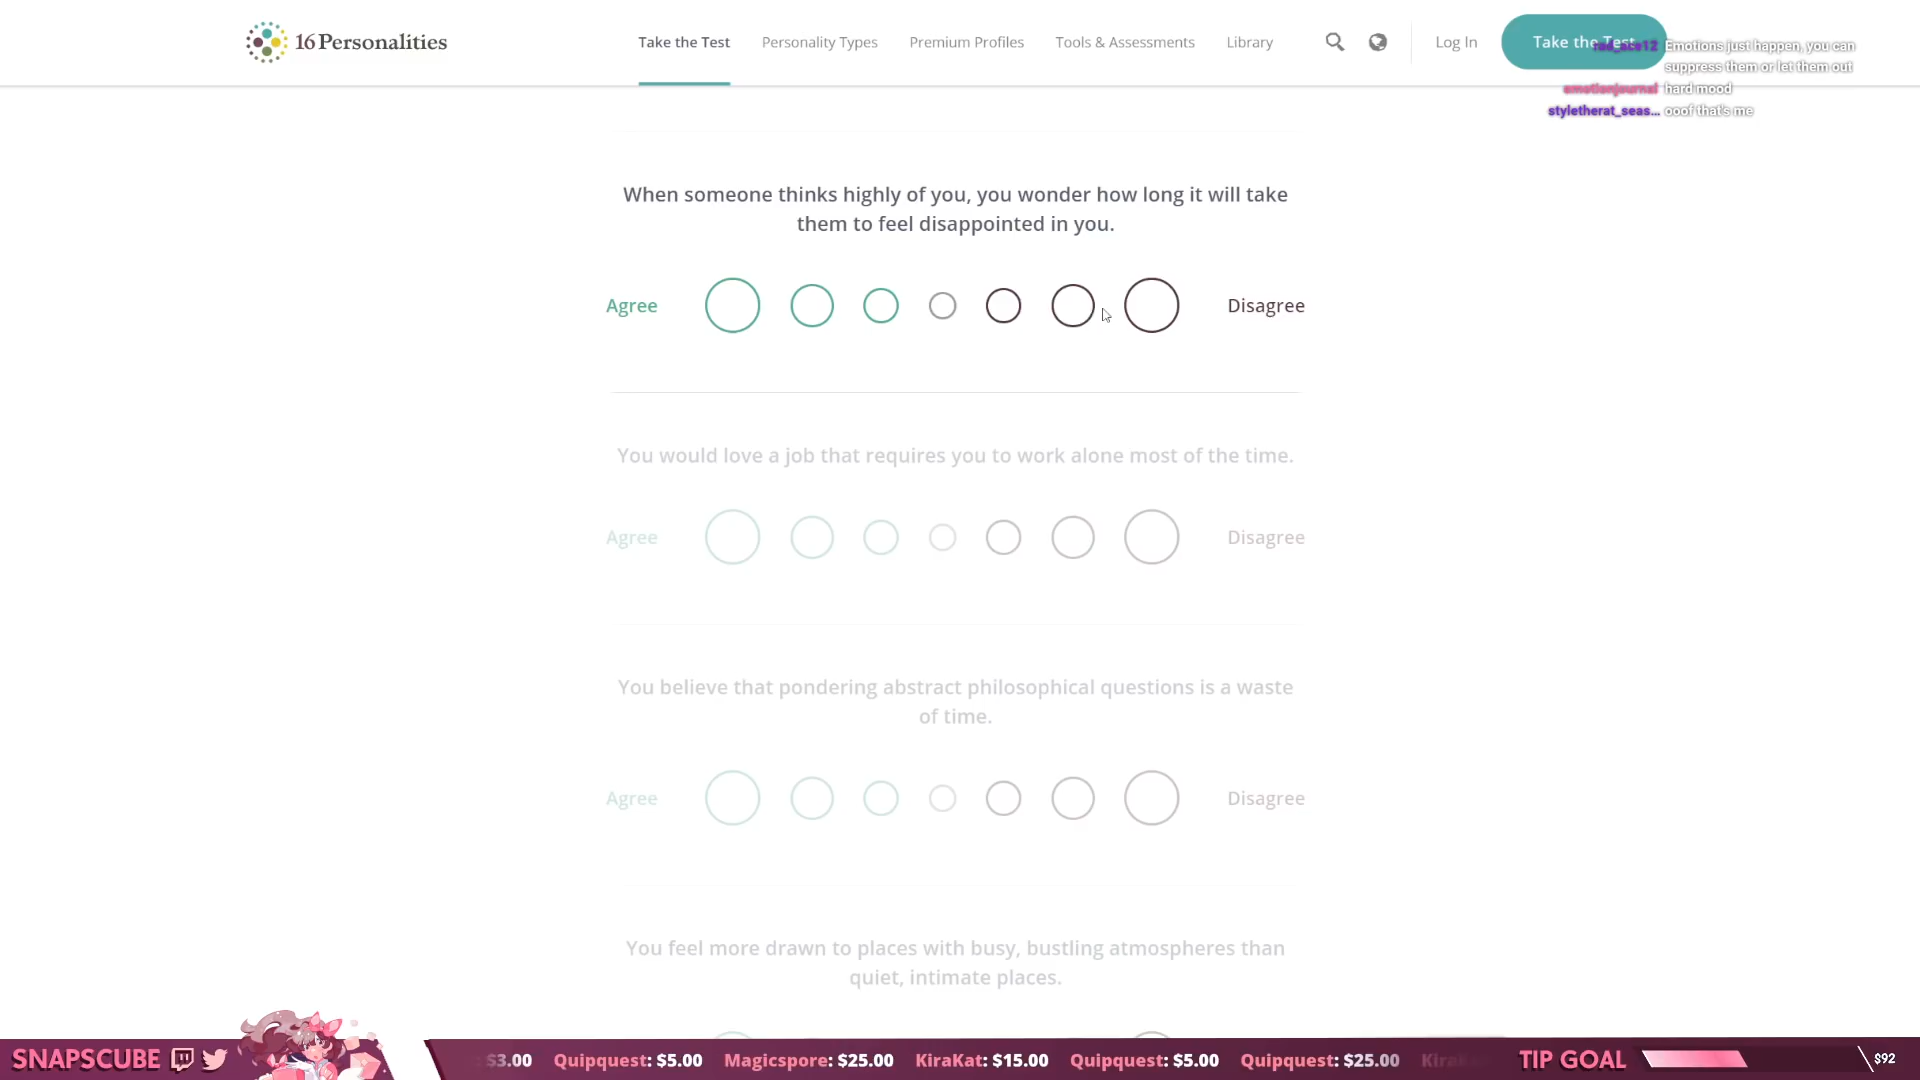 16Personalities
Take the Test
Personality Types
Premium Profiles
Tools & Assessments
Library
Log In
Take the Test
Emotions just happen, you can
suppress them or let them out
emotionjournal hard mood
styletherat_seas... ooof that's me
When someone thinks highly of you, you wonder how long it will take
them to feel disappointed in you.
Agree
Disagree
You would love a job that requires you to work alone most of the time.
Agree
Disagree
You believe that pondering abstract philosophical questions is a waste
of time.
Agree
Disagree
You feel more drawn to places with busy, bustling atmospheres than
quiet, intimate places.
SNAPSCUBE
: $3.00 Quipquest: $5.00 Magicspore: $25.00 KiraKat: $15.00 Quipquest: $5.00 Quipquest: $25.00
TIP GOAL
$92